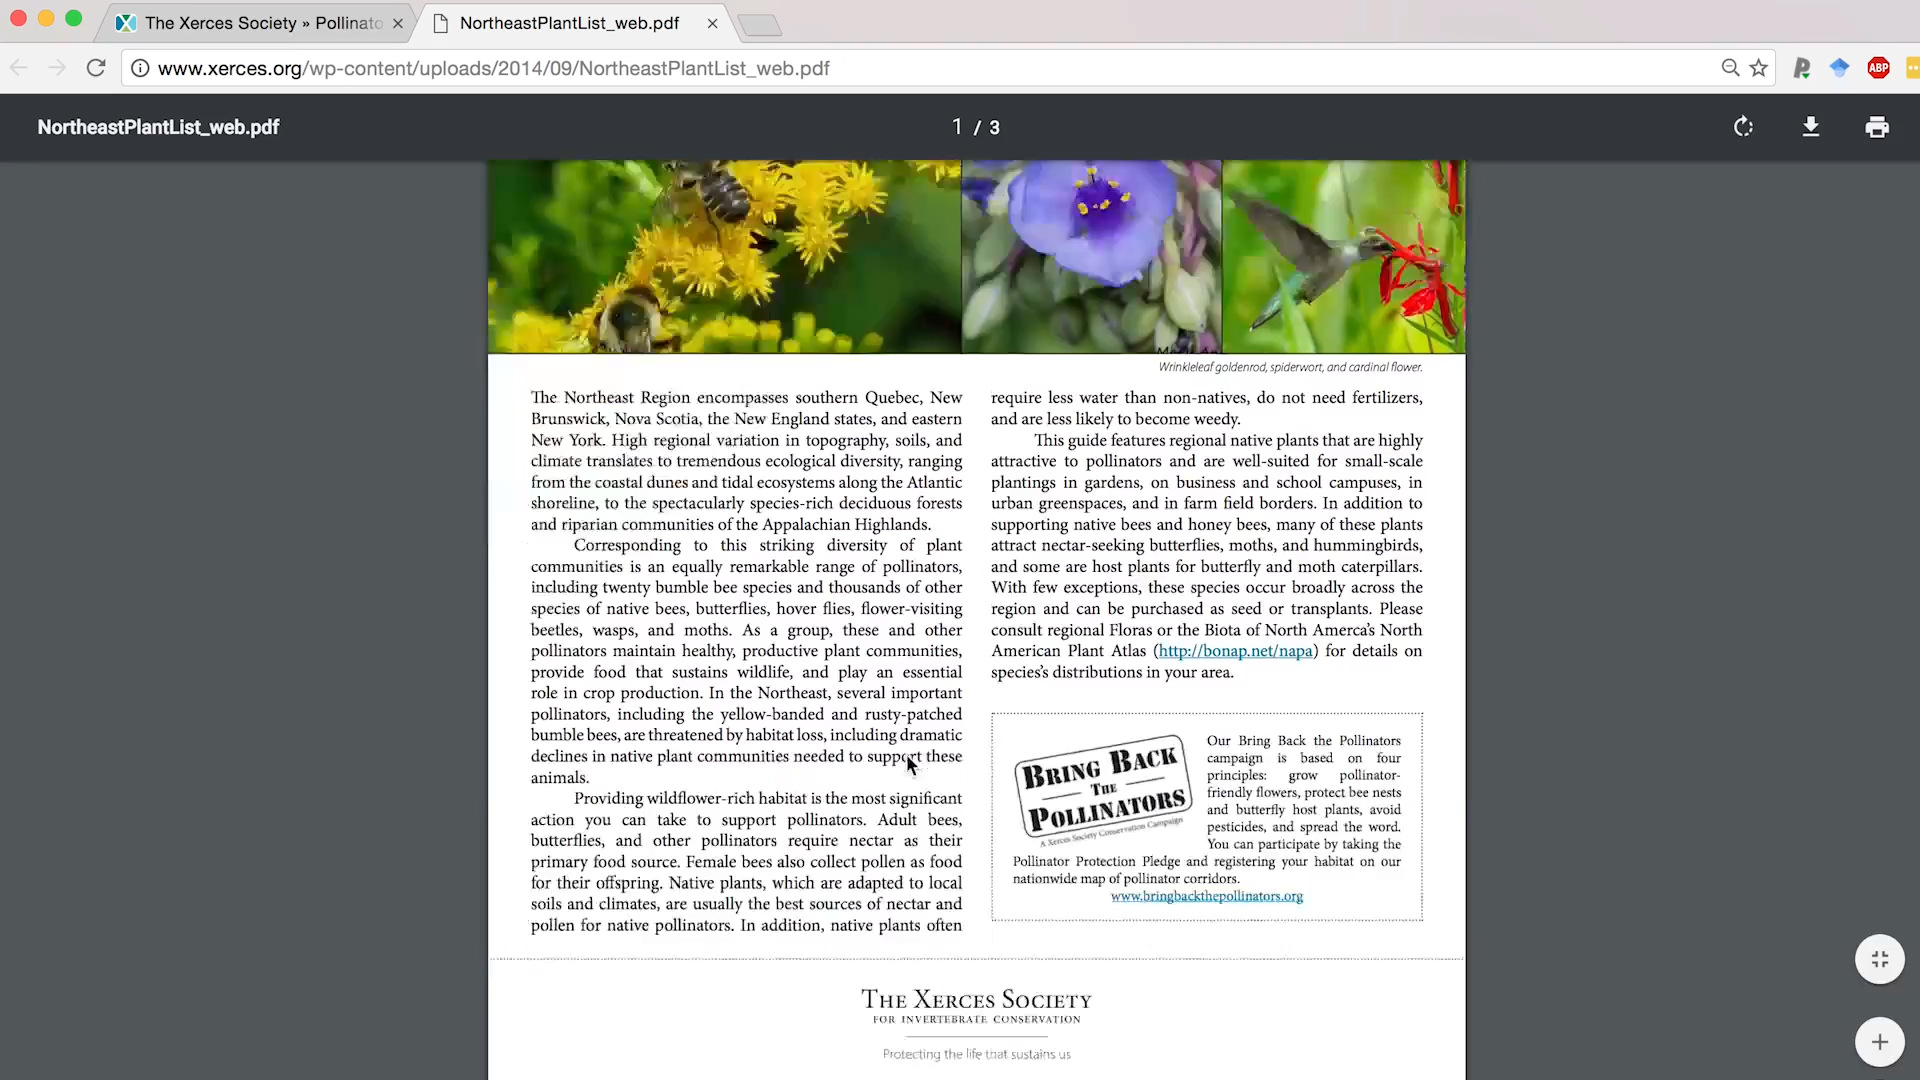 The Xerces Society » Pollinato
NortheastPlantList_web.pdf
www.xerces.org/wp-content/uploads/2014/09/NortheastPlantList_web.pdf
ABP
NortheastPlantList_web.pdf
1 / 3
Wrinkleleaf goldenrod, spiderwort, and cardinal flower.
The Northeast Region encompasses southern Quebec, New
Brunswick, Nova Scotia, the New England states, and eastern
New York. High regional variation in topography, soils, and
climate translates to tremendous ecological diversity, ranging
from the coastal dunes and tidal ecosystems along the Atlantic
shoreline, to the spectacularly species-rich deciduous forests
and riparian communities of the Appalachian Highlands.
Corresponding to this striking diversity of plant
communities is an equally remarkable range of pollinators,
including twenty bumble bee species and thousands of other
species of native bees, butterflies, hover flies, flower-visiting
beetles, wasps, and moths. As a group, these and other
pollinators maintain healthy, productive plant communities,
provide food that sustains wildlife, and play an essential
role in crop production. In the Northeast, several important
pollinators, including the yellow-banded and rusty-patched
bumble bees, are threatened by habitat loss, including dramatic
declines in native plant communities needed to support these
animals.
Providing wildflower-rich habitat is the most significant
action you can take to support pollinators. Adult bees,
butterflies, and other pollinators require nectar as their
primary food source. Female bees also collect pollen as food
for their offspring. Native plants, which are adapted to local
soils and climates, are usually the best sources of nectar and
pollen for native pollinators. In addition, native plants often
require less water than non-natives, do not need fertilizers,
and are less likely to become weedy.
This guide features regional native plants that are highly
attractive to pollinators and are well-suited for small-scale
plantings in gardens, on business and school campuses, in
urban greenspaces, and in farm field borders. In addition to
supporting native bees and honey bees, many of these plants
attract nectar-seeking butterflies, moths, and hummingbirds,
and some are host plants for butterfly and moth caterpillars.
With few exceptions, these species occur broadly across the
region and can be purchased as seed or transplants. Please
consult regional Floras or the Biota of North Amerca's North
American Plant Atlas (http://bonap.net/napa) for details on
species's distributions in your area.
BRING BACK
THE
POLLINATORS
A Xerces Society Conservation Campaign
Our Bring Back the Pollinators
campaign is based on four
principles: grow pollinator-
friendly flowers, protect bee nests
and butterfly host plants, avoid
pesticides, and spread the word.
You can participate by taking the
Pollinator Protection Pledge and registering your habitat on our
nationwide map of pollinator corridors.
www.bringbackthepollinators.org
THE XERCES SOCIETY
FOR INVERTEBRATE CONSERVATION
Protecting the life that sustains us